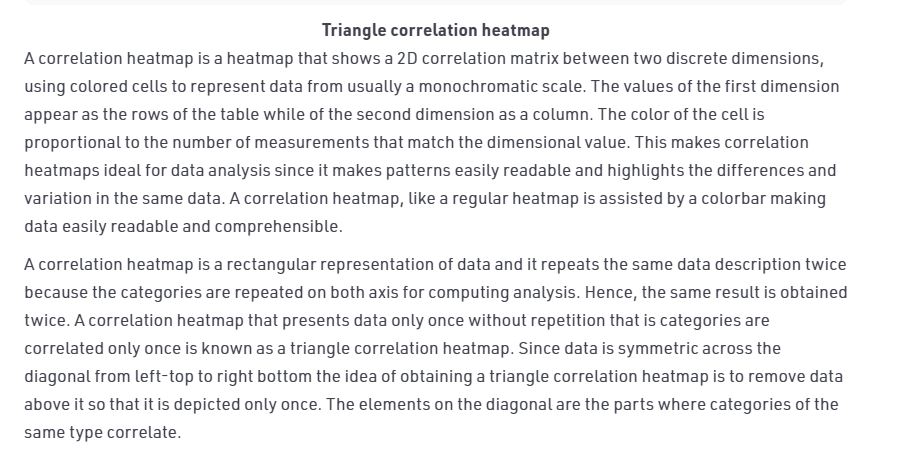 Triangle correlation heatmap
A correlation heatmap is a heatmap that shows a 2D correlation matrix between two discrete dimensions,
using colored cells to represent data from usually a monochromatic scale. The values of the first dimension
appear as the rows of the table while of the second dimension as a column. The color of the cell is
proportional to the number of measurements that match the dimensional value. This makes correlation
heatmaps ideal for data analysis since it makes patterns easily readable and highlights the differences and
variation in the same data. A correlation heatmap, like a regular heatmap is assisted by a colorbar making
data easily readable and comprehensible.
A correlation heatmap is a rectangular representation of data and it repeats the same data description twice
because the categories are repeated on both axis for computing analysis. Hence, the same result is obtained
twice. A correlation heatmap that presents data only once without repetition that is categories are
correlated only once is known as a triangle correlation heatmap. Since data is symmetric across the
diagonal from left-top to right bottom the idea of obtaining a triangle correlation heatmap is to remove data
above it so that it is depicted only once. The elements on the diagonal are the parts where categories of the
same type correlate.